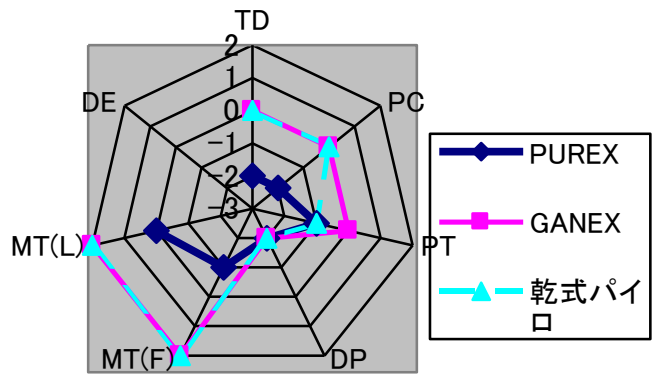 TD
2
1
0
-1
-2
-3
DE
PC
MT(L)
PT
MT(F)
DP
PUREX
GANEX
乾式パイ
ロ